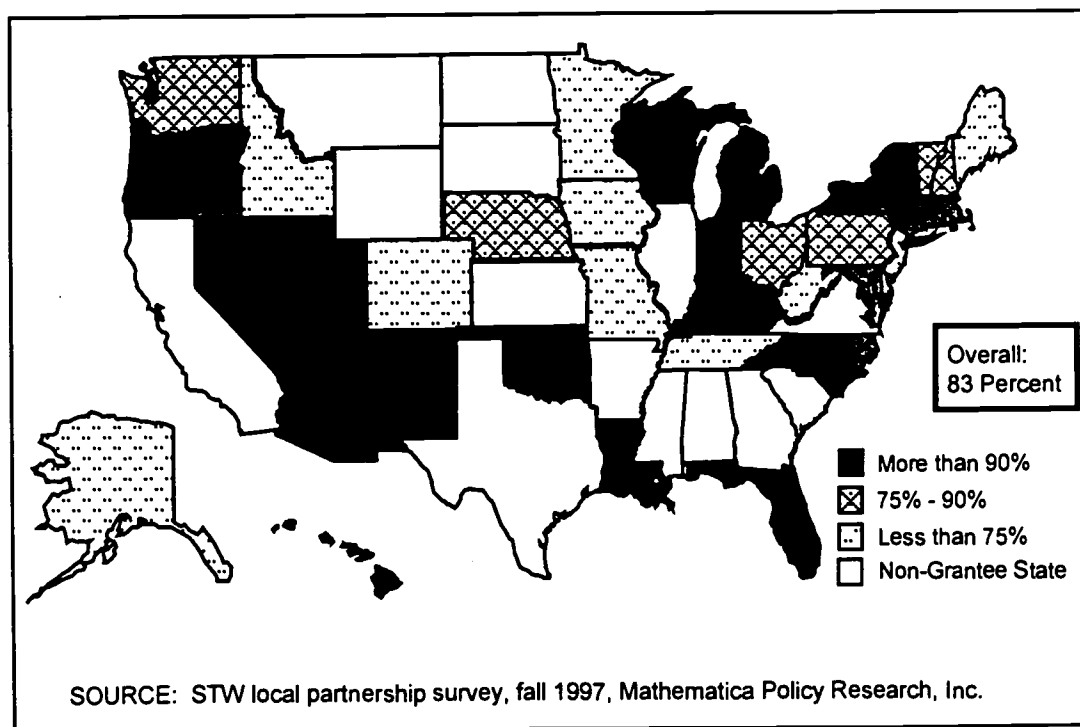 Overall:
83 Percent
More than 90%
75% - 90%
Less than 75%
Non-Grantee State
SOURCE: STW local partnership survey, fall 1997, Mathematica Policy Research, Inc.